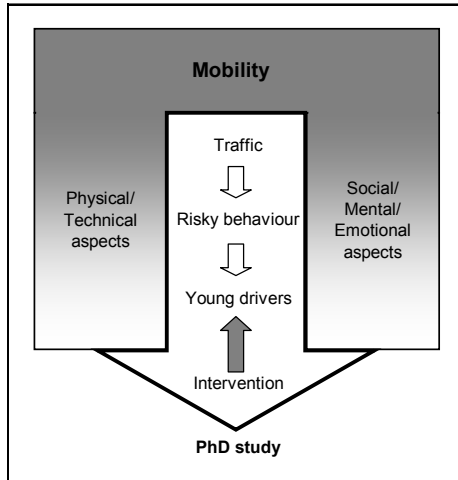 Mobility
Physical/
Technical
aspects
Traffic
Risky behaviour
Young drivers
Intervention
Social/
Mental/
Emotional
aspects
PhD study